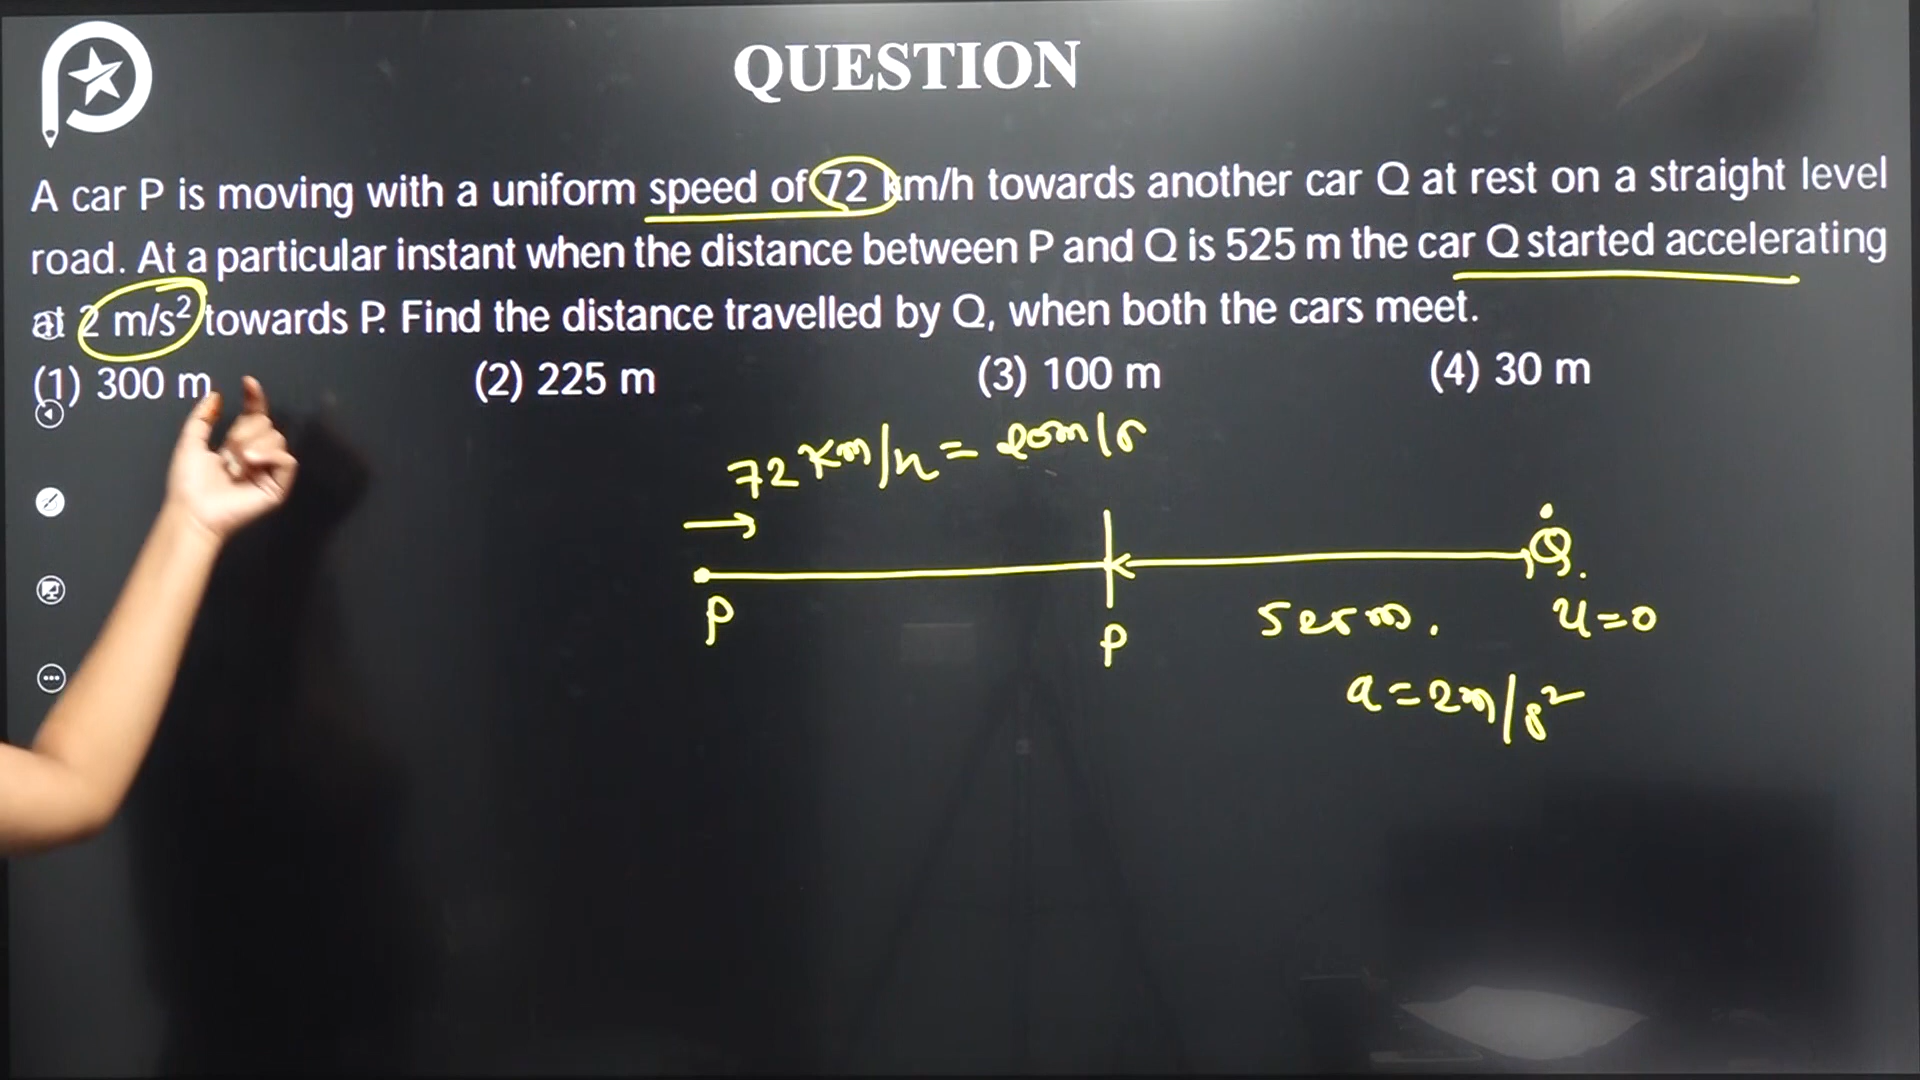 QUESTION
A car P is moving with a uniform speed of 72 km/h towards another car Q at rest on a straight level
road. At a particular instant when the distance between P and Q is 525 m the car Q started accelerating
at 2 m/s² towards P. Find the distance travelled by Q, when both the cars meet.
(1) 300 m (2) 225 m (3) 100 m (4) 30 m
72 km/h = 20m/s
Q.
P P 525m. u=0
a=2m/s²